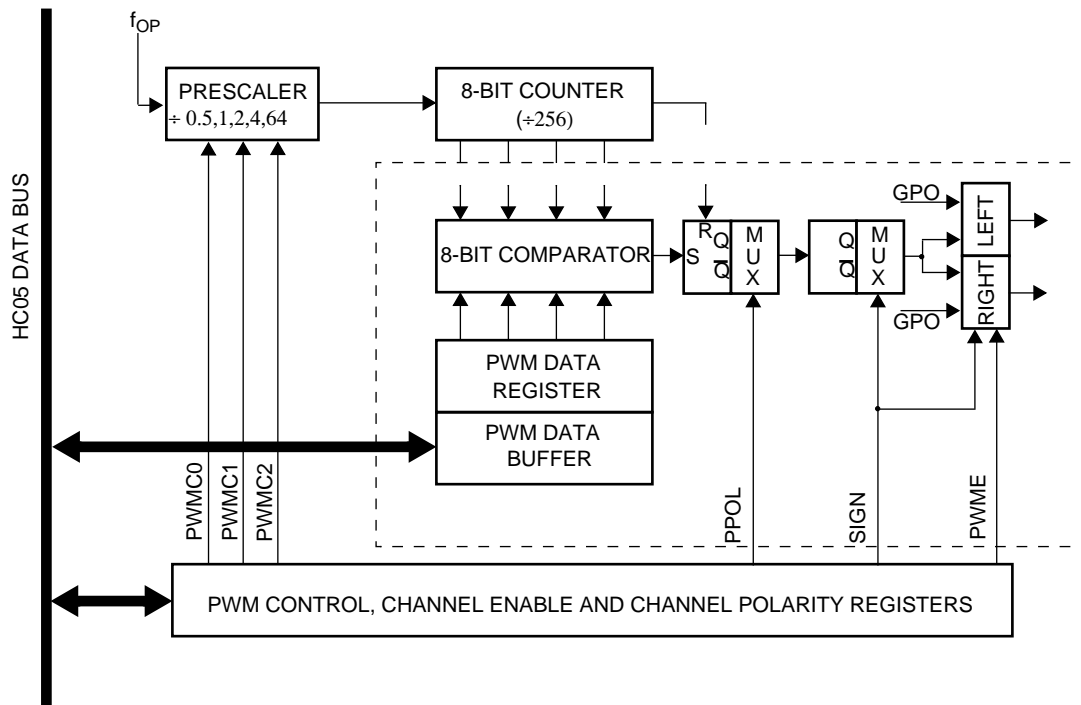 fOP
PRESCALER
÷ 0.5,1,2,4,64
8-BIT COUNTER
(÷256)
HC05 DATA BUS
8-BIT COMPARATOR
R
S
Q
Q̅
MUX
Q
Q̅
MUX
GPO
LEFT
RIGHT
G̅P̅O̅
PWM DATA
REGISTER
PWM DATA
BUFFER
PWMC0
PWMC1
PWMC2
PPOL
SIGN
PWME
PWM CONTROL, CHANNEL ENABLE AND CHANNEL POLARITY REGISTERS